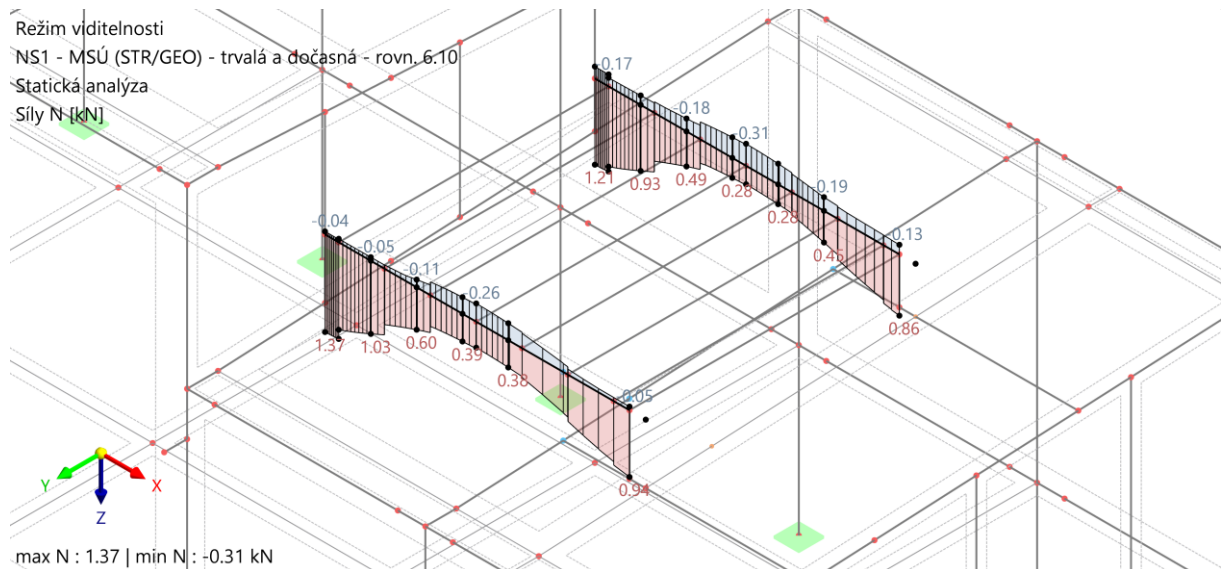 Režim viditelnosti
NS1 - MSÚ (STR/GEO) - trvalá a dočasná - rovn. 6.10
Statická analýza
Síly N [kN]
-0.17
-0.18
-0.31
-0.19
-0.13
1.21
0.93
0.49
0.28
0.28
0.45
0.86
-0.04
-0.05
-0.11
-0.26
0.05
1.37
1.03
0.60
0.39
0.38
0.94
Y
X
Z
max N : 1.37 | min N : -0.31 kN